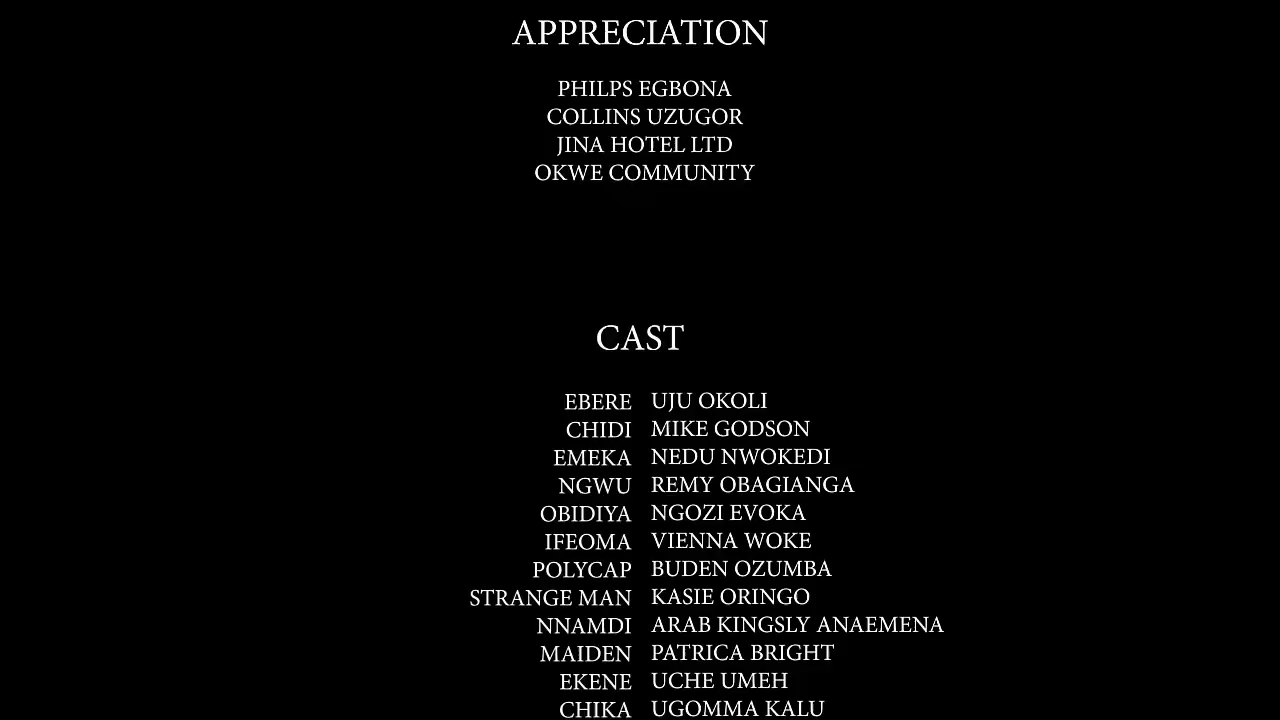 APPRECIATION
PHILPS EGBONA
COLLINS UZUGOR
JINA HOTEL LTD
OKWE COMMUNITY
CAST
EBERE UJU OKOLI
CHIDI MIKE GODSON
EMEKA NEDU NWOKEDI
NGWU REMY OBAGIANGA
OBIDIYA NGOZI EVOKA
IFEOMA VIENNA WOKE
POLYCAP BUDEN OZUMBA
STRANGE MAN KASIE ORINGO
NNAMDI ARAB KINGSLY ANAEMENA
MAIDEN PATRICA BRIGHT
EKENE UCHE UMEH
CHIKA UGOMMA KALU